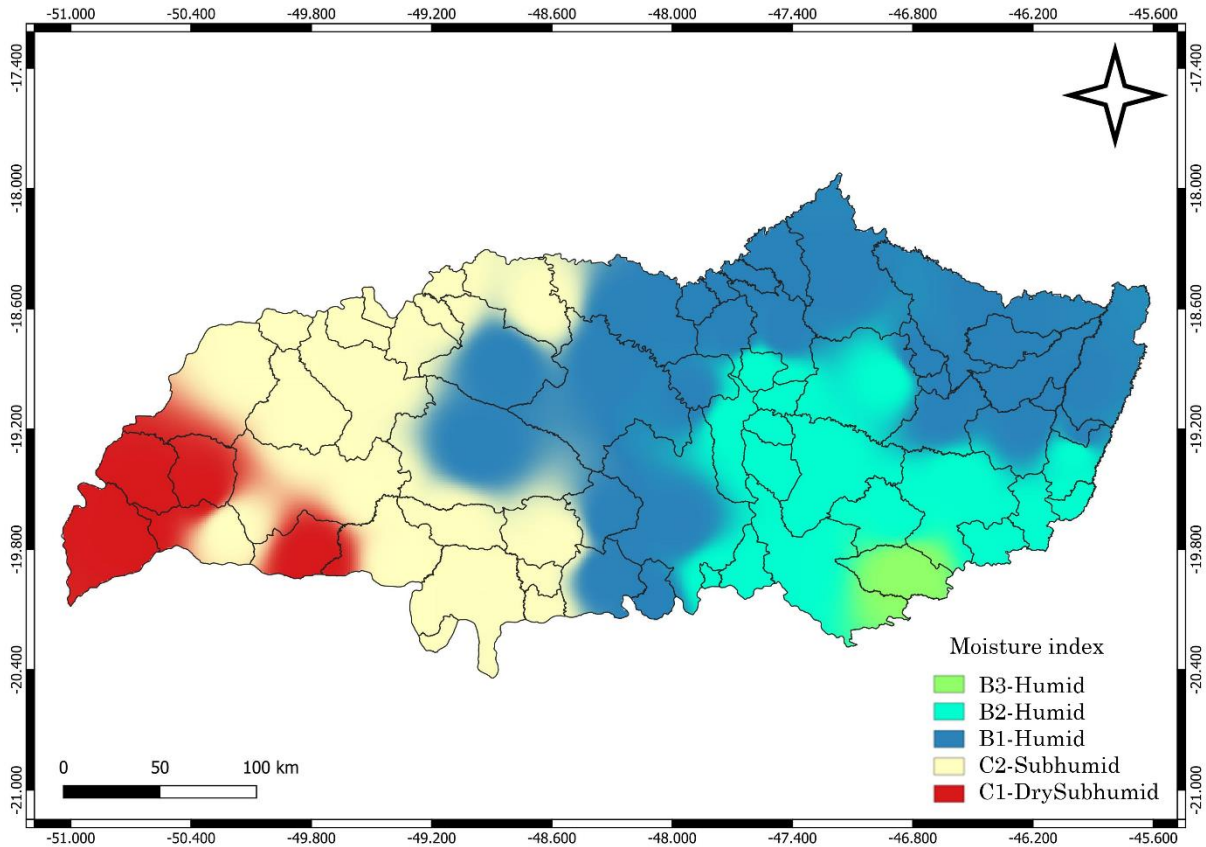 -51.000 -50.400 -49.800 -49.200 -48.600 -48.000 -47.400 -46.800 -46.200 -45.600
-17.400 -17.400
-18.000 -18.000
-18.600 -18.600
-19.200 -19.200
-19.800 -19.800
-20.400 -20.400
-21.000 -21.000
Moisture index
B3-Humid
B2-Humid
B1-Humid
C2-Subhumid
C1-DrySubhumid
0 50 100 km
-51.000 -50.400 -49.800 -49.200 -48.600 -48.000 -47.400 -46.800 -46.200 -45.600